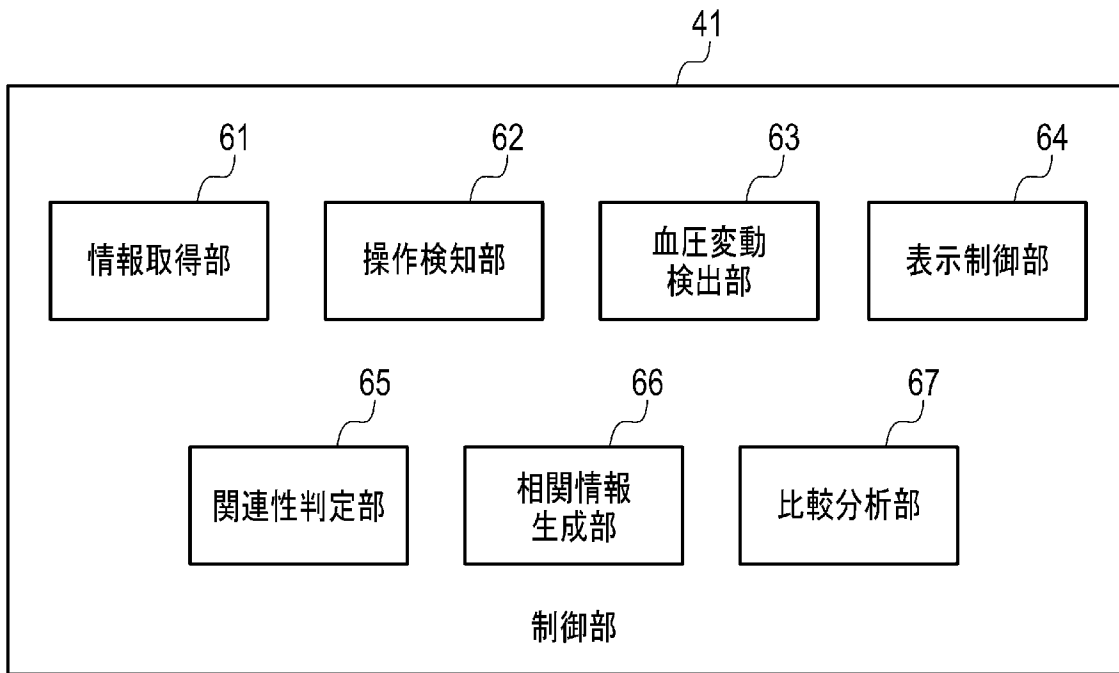 41
61
62
63
64
情報取得部
操作検知部
血圧変動
検出部
表示制御部
65
66
67
関連性判定部
相関情報
生成部
比較分析部
制御部